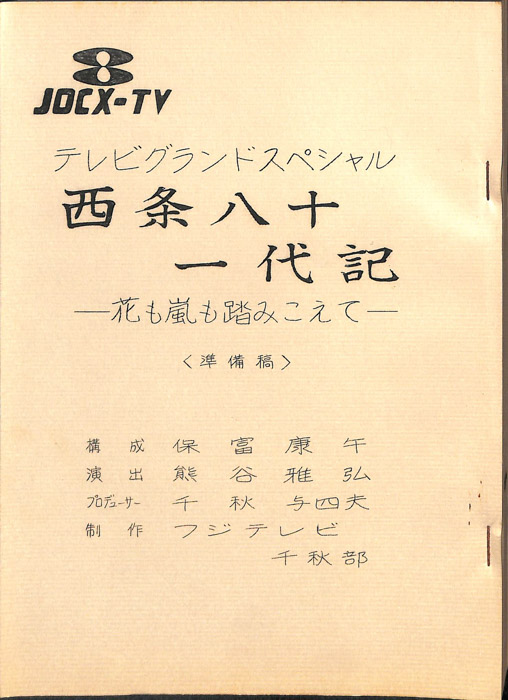 JOCX-TV
テレビグランドスペシャル
西条八十
一代記
―花も嵐も踏みこえて―
〈準備稿〉
構成 保富康午
演出 熊谷雅弘
プロデューサー 千秋与四夫
制作 フジテレビ
千秋部